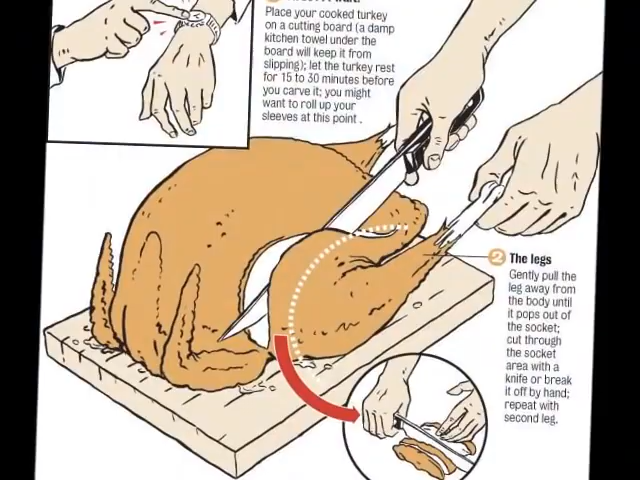 Place your cooked turkey
on a cutting board (a damp
kitchen towel under the
board will keep it from
slipping); let the turkey rest
for 15 to 30 minutes before
you carve it; you might
want to roll up your
sleeves at this point.
2 The legs
Gently pull the
leg away from
the body until
it pops out of
the socket;
cut through
the socket
area with a
knife or break
it off by hand;
repeat with
second leg.